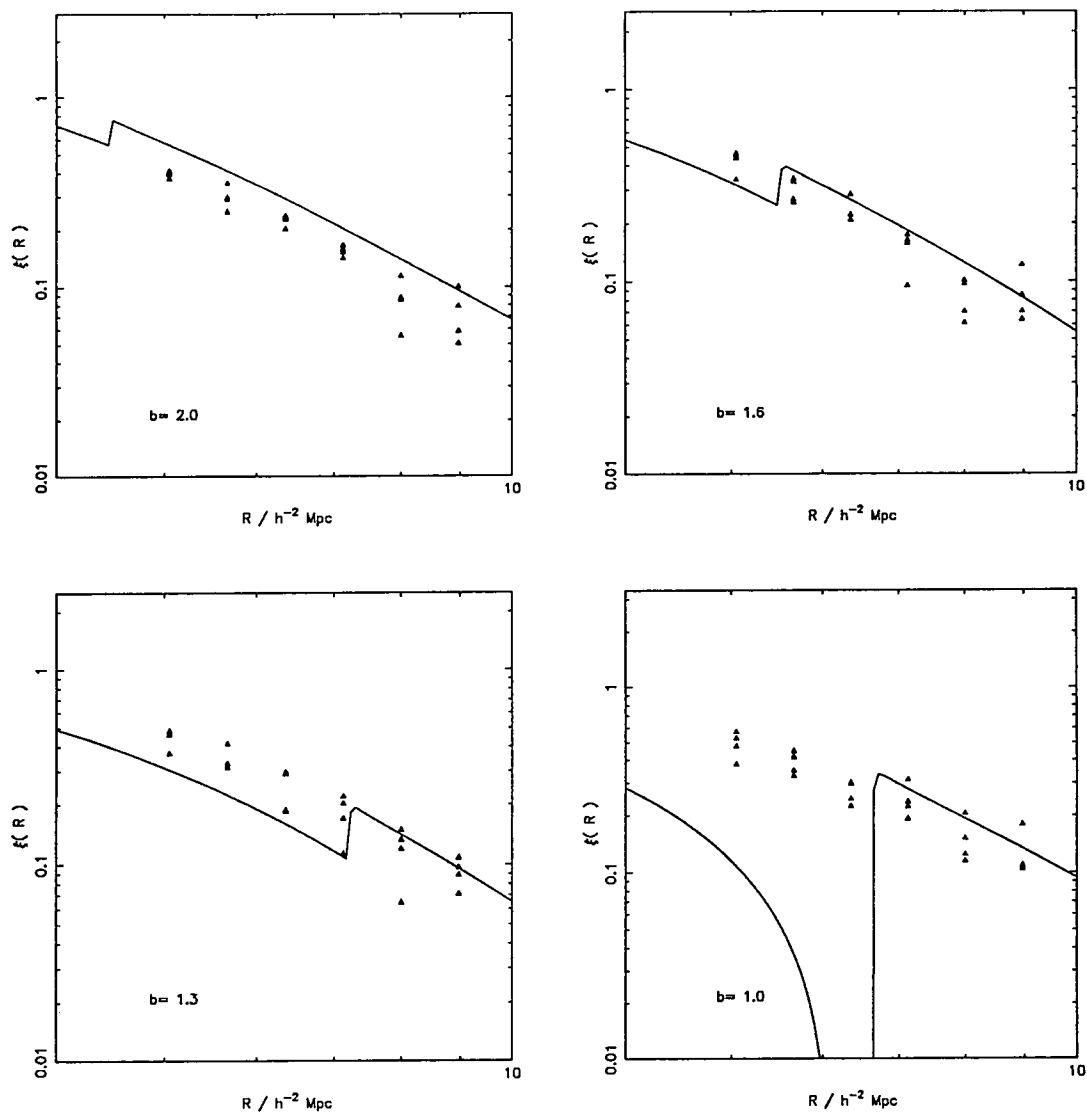 1
0.1
0.01
ξ( R )
b= 2.0
10
R / h⁻² Mpc
1
0.1
0.01
ξ( R )
b= 1.6
10
R / h⁻² Mpc
1
0.1
0.01
ξ( R )
b= 1.3
10
R / h⁻² Mpc
1
0.1
0.01
ξ( R )
b= 1.0
10
R / h⁻² Mpc